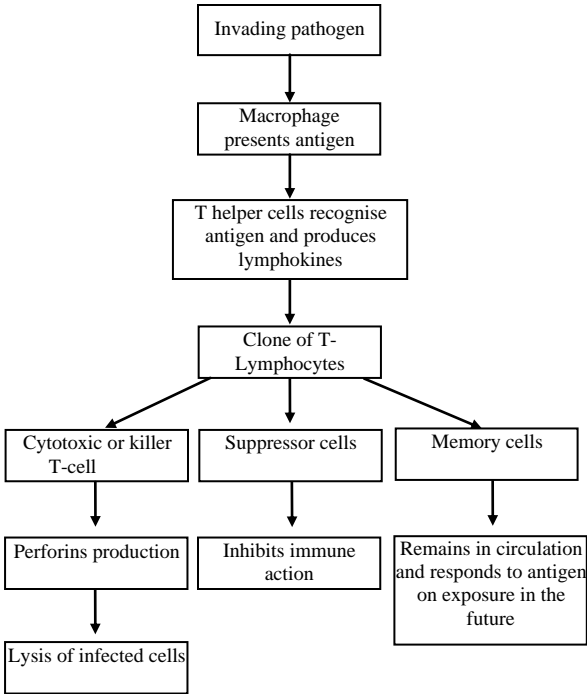 Invading pathogen
Macrophage
presents antigen
T helper cells recognise
antigen and produces
lymphokines
Clone of T-
Lymphocytes
Cytotoxic or killer
T-cell
Suppressor cells
Memory cells
Perforins production
Inhibits immune
action
Remains in circulation
and responds to antigen
on exposure in the
future
Lysis of infected cells